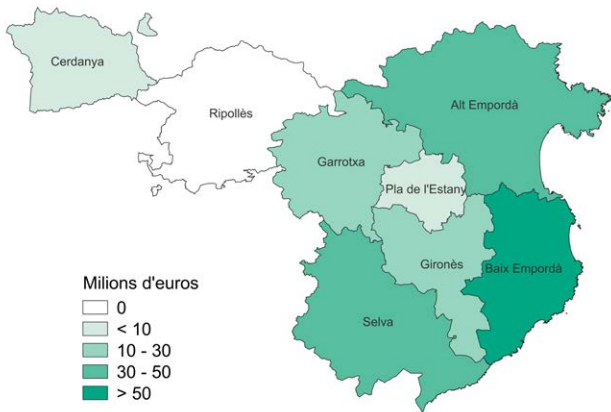 Cerdanya
Ripollès
Alt Empordà
Garrotxa
Pla de l'Estany
Gironès
Baix Empordà
Selva
Milions d'euros
0
< 10
10 - 30
30 - 50
> 50